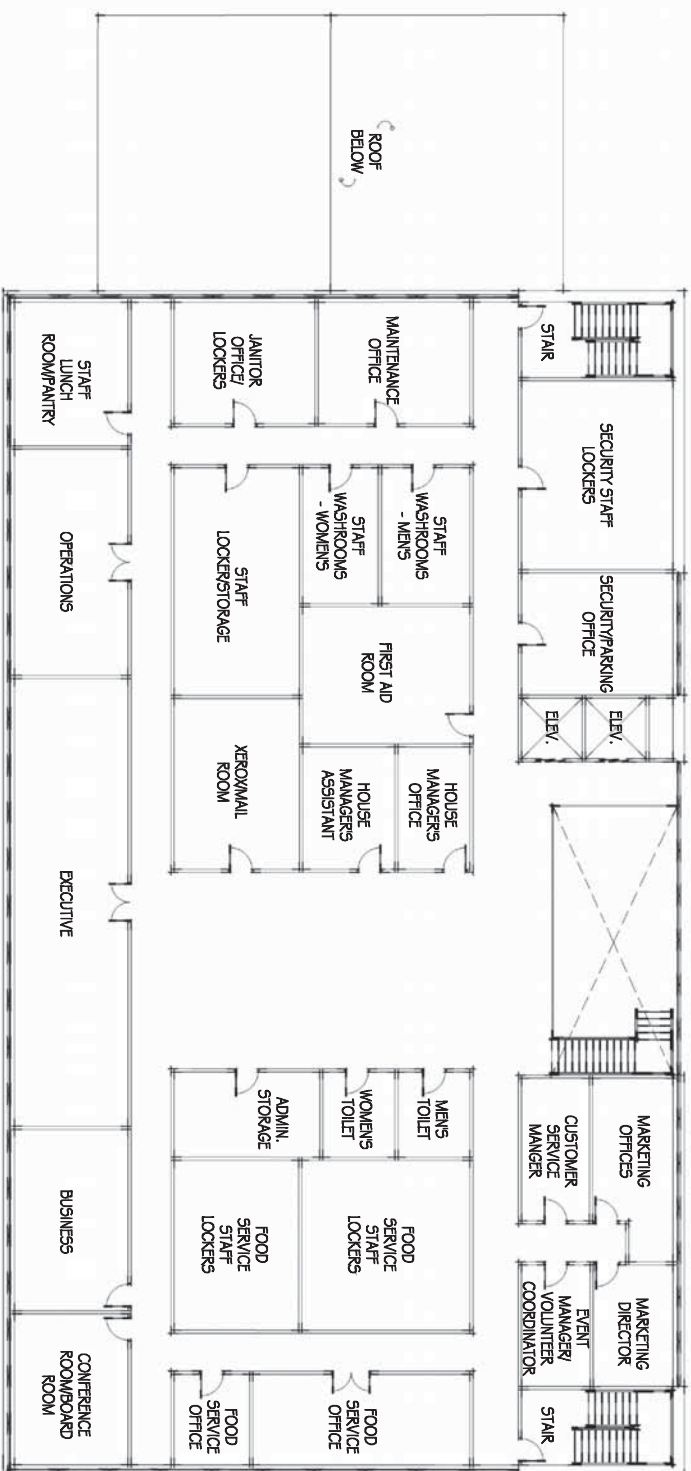 ROOF
BELOW
STAIR
SECURITY STAFF
LOCKERS
SECURITY/PARKING
OFFICE
ELEV.
ELEV.
MARKETING
OFFICES
CUSTOMER
SERVICE
MANGER
MARKETING
DIRECTOR
EVENT
MANAGER/
VOLUNTEER
COORDINATOR
STAIR
MAINTENANCE
OFFICE
JANITOR
OFFICE/
LOCKERS
STAFF
WASHROOMS
- MEN'S
STAFF
WASHROOMS
- WOMEN'S
STAFF
LOCKER/STORAGE
FIRST AID
ROOM
XEROX/MAIL
ROOM
HOUSE
MANAGER'S
OFFICE
HOUSE
MANAGER'S
ASSISTANT
MEN'S
TOILET
WOMEN'S
TOILET
ADMIN.
STORAGE
FOOD
SERVICE
STAFF
LOCKERS
FOOD
SERVICE
STAFF
LOCKERS
FOOD
SERVICE
OFFICE
FOOD
SERVICE
OFFICE
STAFF
LUNCH
ROOM/PANTRY
OPERATIONS
EXECUTIVE
BUSINESS
CONFERENCE
ROOM/BOARD
ROOM